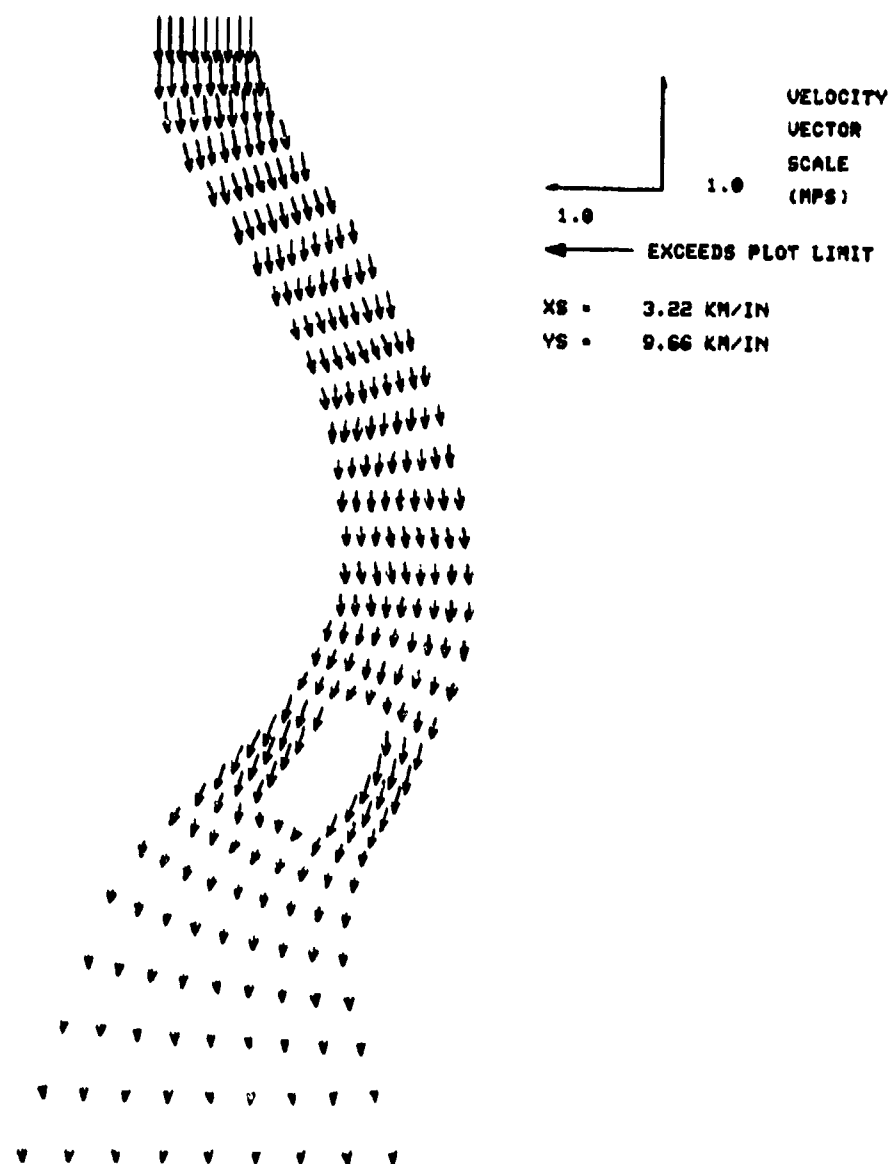 VELOCITY
VECTOR
SCALE
(MPS)
1.0
1.0
EXCEEDS PLOT LIMIT
XS = 3.22 KM/IN
YS = 9.66 KM/IN